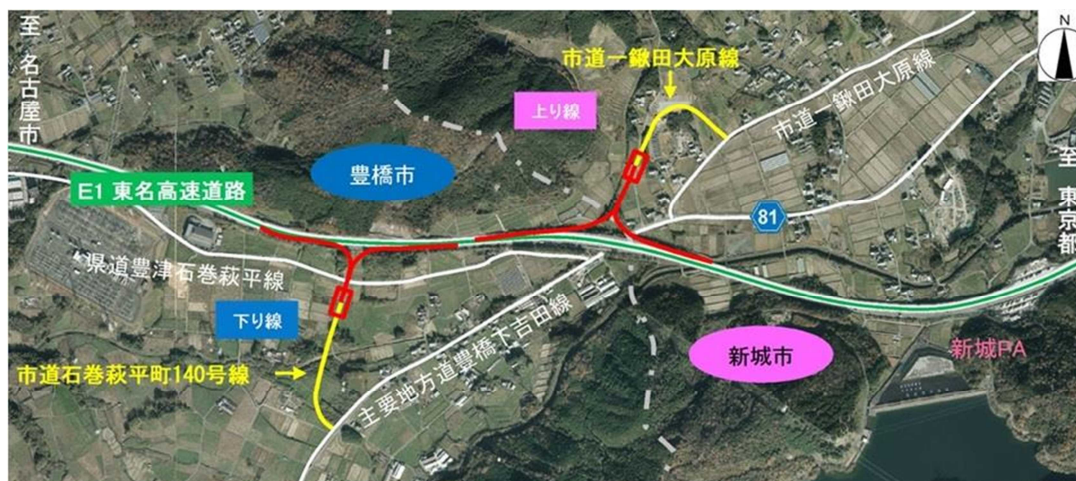 至 名古屋市
N
市道一鍬田大原線
上り線
市道一鍬田大原線
至 東京都
豊橋市
E1 東名高速道路
81
県道豊津石巻萩平線
下り線
新城市
新城PA
市道石巻萩平町140号線
主要地方道豊橋下吉田線